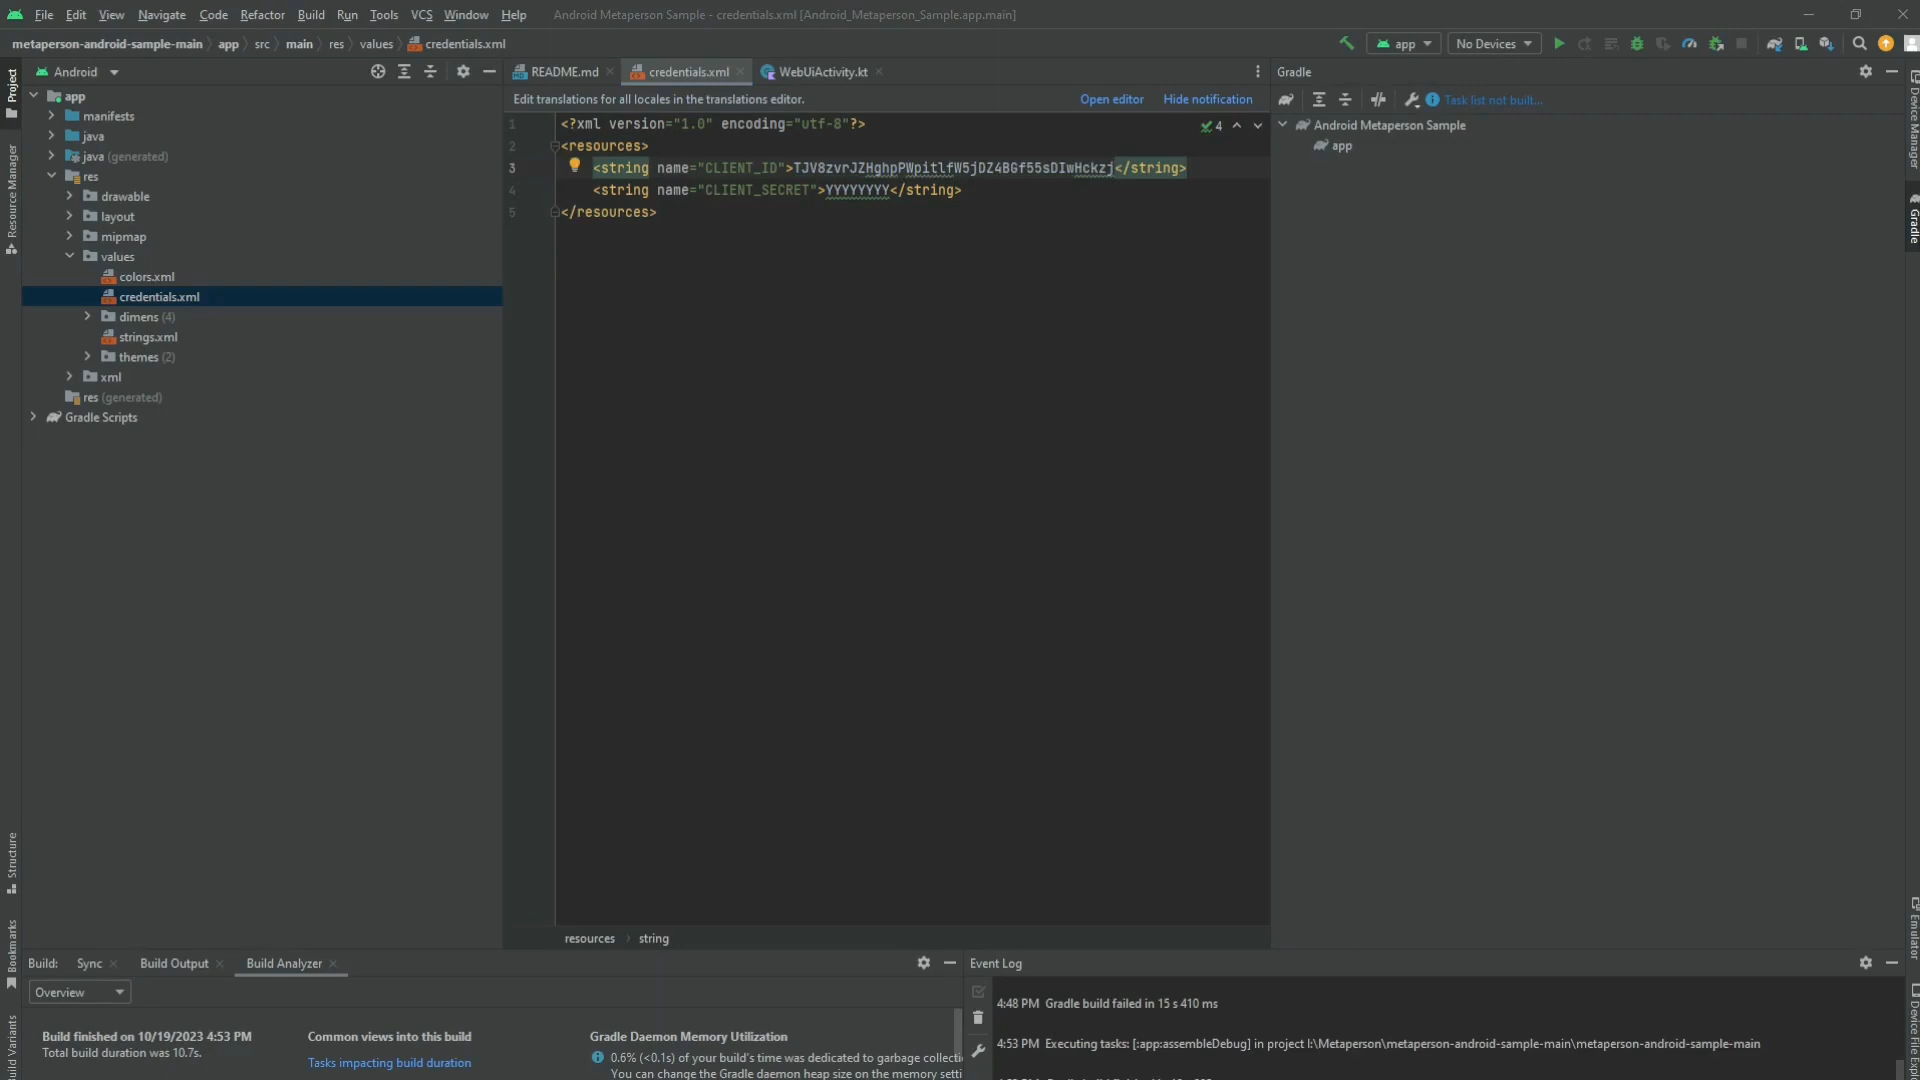 File Edit View Navigate Code Refactor Build Run Tools VCS Window Help Android Metaperson Sample - credentials.xml [Android_Metaperson_Sample.app.main]
metaperson-android-sample-main app src main res values credentials.xml app No Devices
Project
Android
README.md credentials.xml WebUiActivity.kt
Gradle
Edit translations for all locales in the translations editor. Open editor Hide notification
Task list not built...
app
manifests
java
java (generated)
res
drawable
layout
mipmap
values
colors.xml
credentials.xml
dimens (4)
strings.xml
themes (2)
xml
res (generated)
Gradle Scripts
1 <?xml version="1.0" encoding="utf-8"?>
2 <resources>
3 <string name="CLIENT_ID">TJV8zvrJZHghpPWpitlfW5jDZ4BGf55sDIwHckzj</string>
4 <string name="CLIENT_SECRET">YYYYYYYY</string>
5 </resources>
4
Android Metaperson Sample
app
Resource Manager
Structure
Bookmarks
Build Variants
Device Manager
Gradle
Emulator
Device File Explo
resources string
Build: Sync Build Output Build Analyzer
Overview
Build finished on 10/19/2023 4:53 PM
Total build duration was 10.7s.
Common views into this build
Tasks impacting build duration
Gradle Daemon Memory Utilization
0.6% (<0.1s) of your build's time was dedicated to garbage collecti
You can change the Gradle daemon heap size on the memory setti
Event Log
4:48 PM Gradle build failed in 15 s 410 ms
4:53 PM Executing tasks: [:app:assembleDebug] in project I:\Metaperson\metaperson-android-sample-main\metaperson-android-sample-main